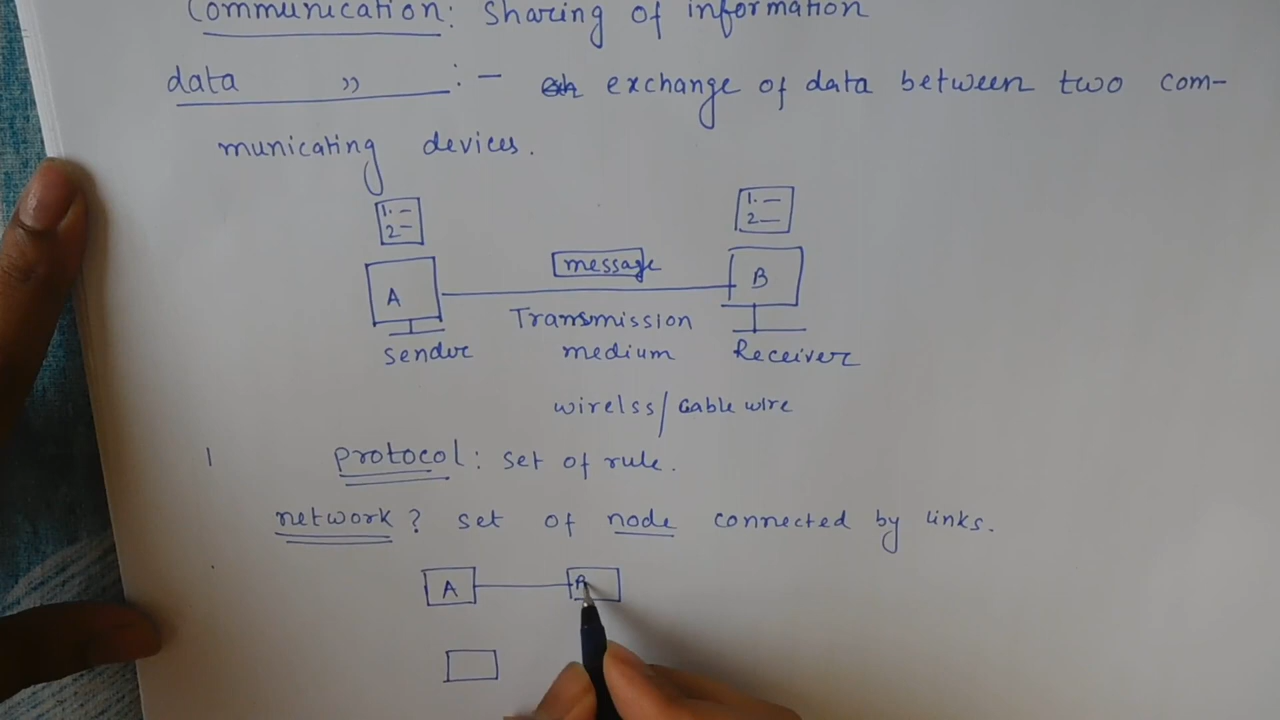 Communication: Sharing of information
data " :- exchange of data between two com-
municating devices.
1. — 1. —
2 — 2 —
message
A B
Transmission
Sender medium Receiver
wirelss / Cable wire
1 protocol: set of rule.
network? set of node connected by links.
A B